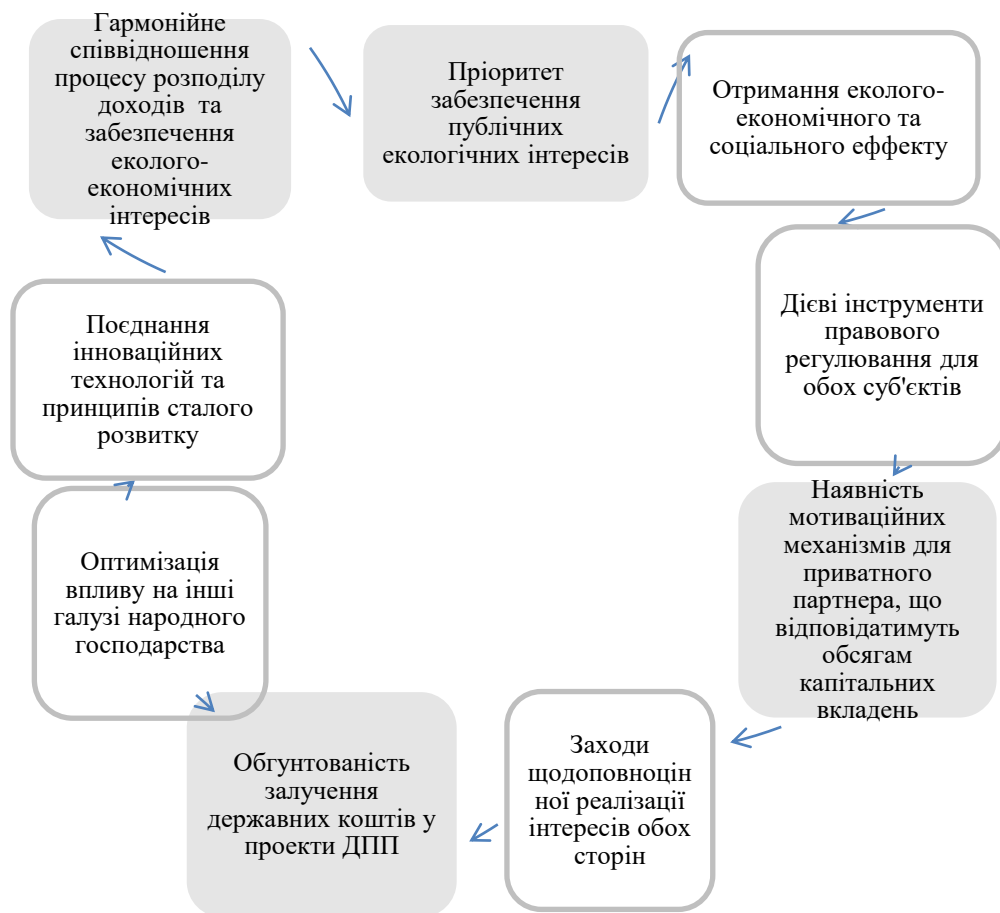 Гармонійне
співвідношення
процесу розподілу
доходів та
забезпечення
еколого-
економічних
інтересів
Пріоритет
забезпечення
публічних
екологічних інтересів
Отримання еколого-
економічного та
соціального еффекту
Дієві інструменти
правового
регулювання для
обох суб'єктів
Наявність
мотиваційних
механізмів для
приватного
партнера, що
відповідатимуть
обсягам
капітальних
вкладень
Заходи
щодоповноцін
ної реалізації
інтересів обох
сторін
Обгунтованість
залучення
державних коштів у
проекти ДПП
Оптимізація
впливу на інші
галузі народного
господарства
Поєднання
інноваційних
технологій та
принципів сталого
розвитку